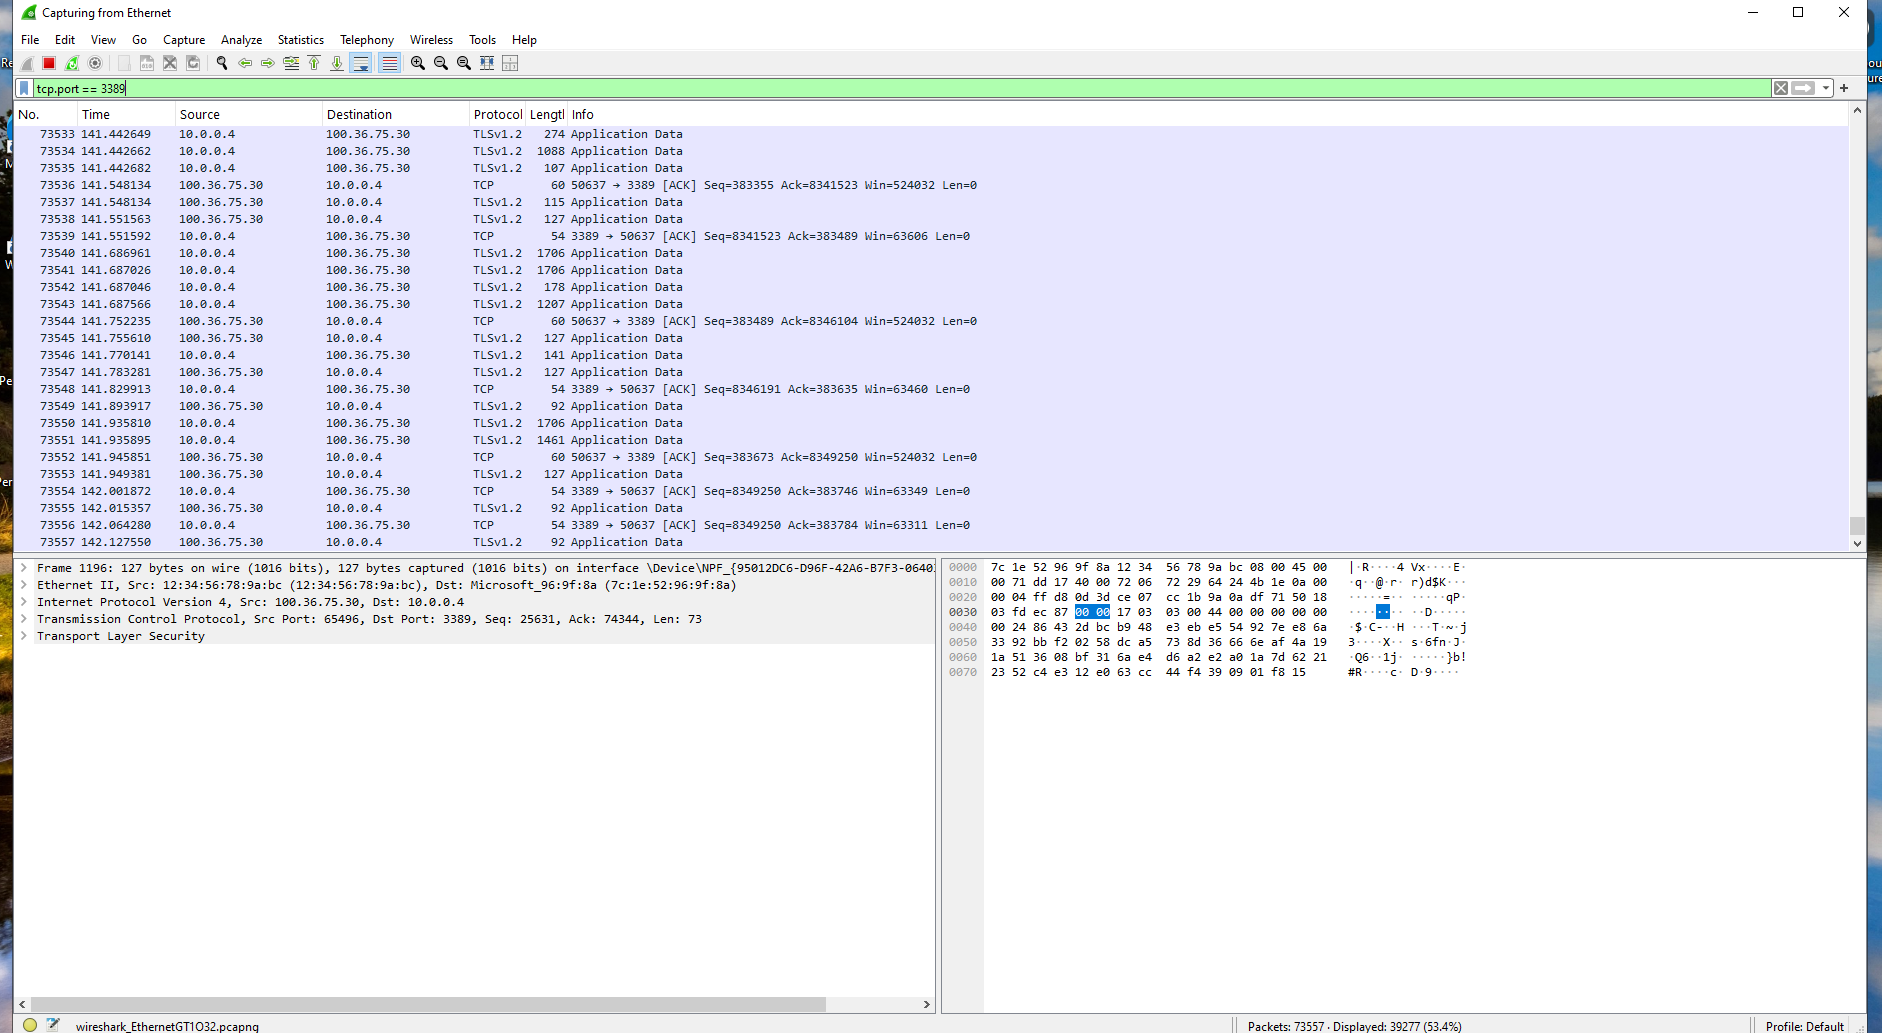 Capturing from Ethernet
File Edit View Go Capture Analyze Statistics Telephony Wireless Tools Help
tcp.port == 3389
No. Time Source Destination Protocol Lengtl Info
73533 141.442649 10.0.0.4 100.36.75.30 TLSv1.2 274 Application Data
73534 141.442662 10.0.0.4 100.36.75.30 TLSv1.2 1088 Application Data
73535 141.442682 10.0.0.4 100.36.75.30 TLSv1.2 107 Application Data
73536 141.548134 100.36.75.30 10.0.0.4 TCP 60 50637 → 3389 [ACK] Seq=383355 Ack=8341523 Win=524032 Len=0
73537 141.548134 100.36.75.30 10.0.0.4 TLSv1.2 115 Application Data
73538 141.551563 100.36.75.30 10.0.0.4 TLSv1.2 127 Application Data
73539 141.551592 10.0.0.4 100.36.75.30 TCP 54 3389 → 50637 [ACK] Seq=8341523 Ack=383489 Win=63606 Len=0
73540 141.686961 10.0.0.4 100.36.75.30 TLSv1.2 1706 Application Data
73541 141.687026 10.0.0.4 100.36.75.30 TLSv1.2 1706 Application Data
73542 141.687046 10.0.0.4 100.36.75.30 TLSv1.2 178 Application Data
73543 141.687566 10.0.0.4 100.36.75.30 TLSv1.2 1207 Application Data
73544 141.752235 100.36.75.30 10.0.0.4 TCP 60 50637 → 3389 [ACK] Seq=383489 Ack=8346104 Win=524032 Len=0
73545 141.755610 100.36.75.30 10.0.0.4 TLSv1.2 127 Application Data
73546 141.770141 10.0.0.4 100.36.75.30 TLSv1.2 141 Application Data
73547 141.783281 100.36.75.30 10.0.0.4 TLSv1.2 127 Application Data
73548 141.829913 10.0.0.4 100.36.75.30 TCP 54 3389 → 50637 [ACK] Seq=8346191 Ack=383635 Win=63460 Len=0
73549 141.893917 100.36.75.30 10.0.0.4 TLSv1.2 92 Application Data
73550 141.935810 10.0.0.4 100.36.75.30 TLSv1.2 1706 Application Data
73551 141.935895 10.0.0.4 100.36.75.30 TLSv1.2 1461 Application Data
73552 141.945851 100.36.75.30 10.0.0.4 TCP 60 50637 → 3389 [ACK] Seq=383673 Ack=8349250 Win=524032 Len=0
73553 141.949381 100.36.75.30 10.0.0.4 TLSv1.2 127 Application Data
73554 142.001872 10.0.0.4 100.36.75.30 TCP 54 3389 → 50637 [ACK] Seq=8349250 Ack=383746 Win=63349 Len=0
73555 142.015357 100.36.75.30 10.0.0.4 TLSv1.2 92 Application Data
73556 142.064280 10.0.0.4 100.36.75.30 TCP 54 3389 → 50637 [ACK] Seq=8349250 Ack=383784 Win=63311 Len=0
73557 142.127550 100.36.75.30 10.0.0.4 TLSv1.2 92 Application Data
Frame 1196: 127 bytes on wire (1016 bits), 127 bytes captured (1016 bits) on interface \Device\NPF_{95012DC6-D96F-42A6-B7F3-0640
Ethernet II, Src: 12:34:56:78:9a:bc (12:34:56:78:9a:bc), Dst: Microsoft_96:9f:8a (7c:1e:52:96:9f:8a)
Internet Protocol Version 4, Src: 100.36.75.30, Dst: 10.0.0.4
Transmission Control Protocol, Src Port: 65496, Dst Port: 3389, Seq: 25631, Ack: 74344, Len: 73
Transport Layer Security
0000 7c 1e 52 96 9f 8a 12 34 56 78 9a bc 08 00 45 00 |·R····4 Vx····E·
0010 00 71 dd 17 40 00 72 06 72 29 64 24 4b 1e 0a 00 ·q··@·r· r)d$K···
0020 00 04 ff d8 0d 3d ce 07 cc 1b 9a 0a df 71 50 18 ·····=·· ·····qP·
0030 03 fd ec 87 00 00 17 03 03 00 44 00 00 00 00 00 ········ ··D·····
0040 00 24 86 43 2d bc b9 48 e3 eb e5 54 92 7e e8 6a ·$·C-··H ···T·~·j
0050 33 92 bb f2 02 58 dc a5 73 8d 36 66 6e af 4a 19 3····X·· s·6fn·J·
0060 1a 51 36 08 bf 31 6a e4 d6 a2 e2 a0 1a 7d 62 21 ·Q6··1j· ·····}b!
0070 23 52 c4 e3 12 e0 63 cc 44 f4 39 09 01 f8 15 #R····c· D·9····
wireshark_EthernetGT1O32.pcapng
Packets: 73557 · Displayed: 39277 (53.4%)
Profile: Default